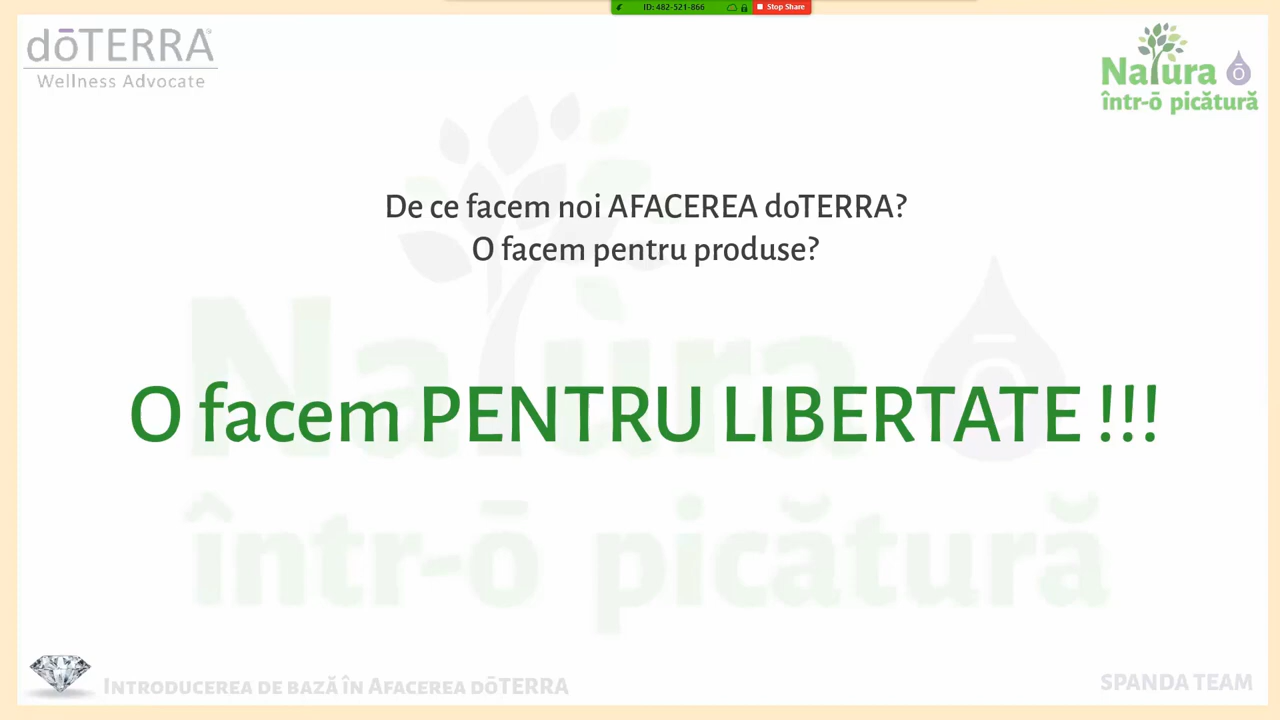 ID: 482-521-866
Stop Share
dōTERRA
Wellness Advocate
Natura
într-ō picătură
De ce facem noi AFACEREA doTERRA?
O facem pentru produse?
O facem PENTRU LIBERTATE !!!
Natura
într-ō picătură
INTRODUCEREA DE BAZĂ ÎN AFACEREA dōTERRA
SPANDA TEAM